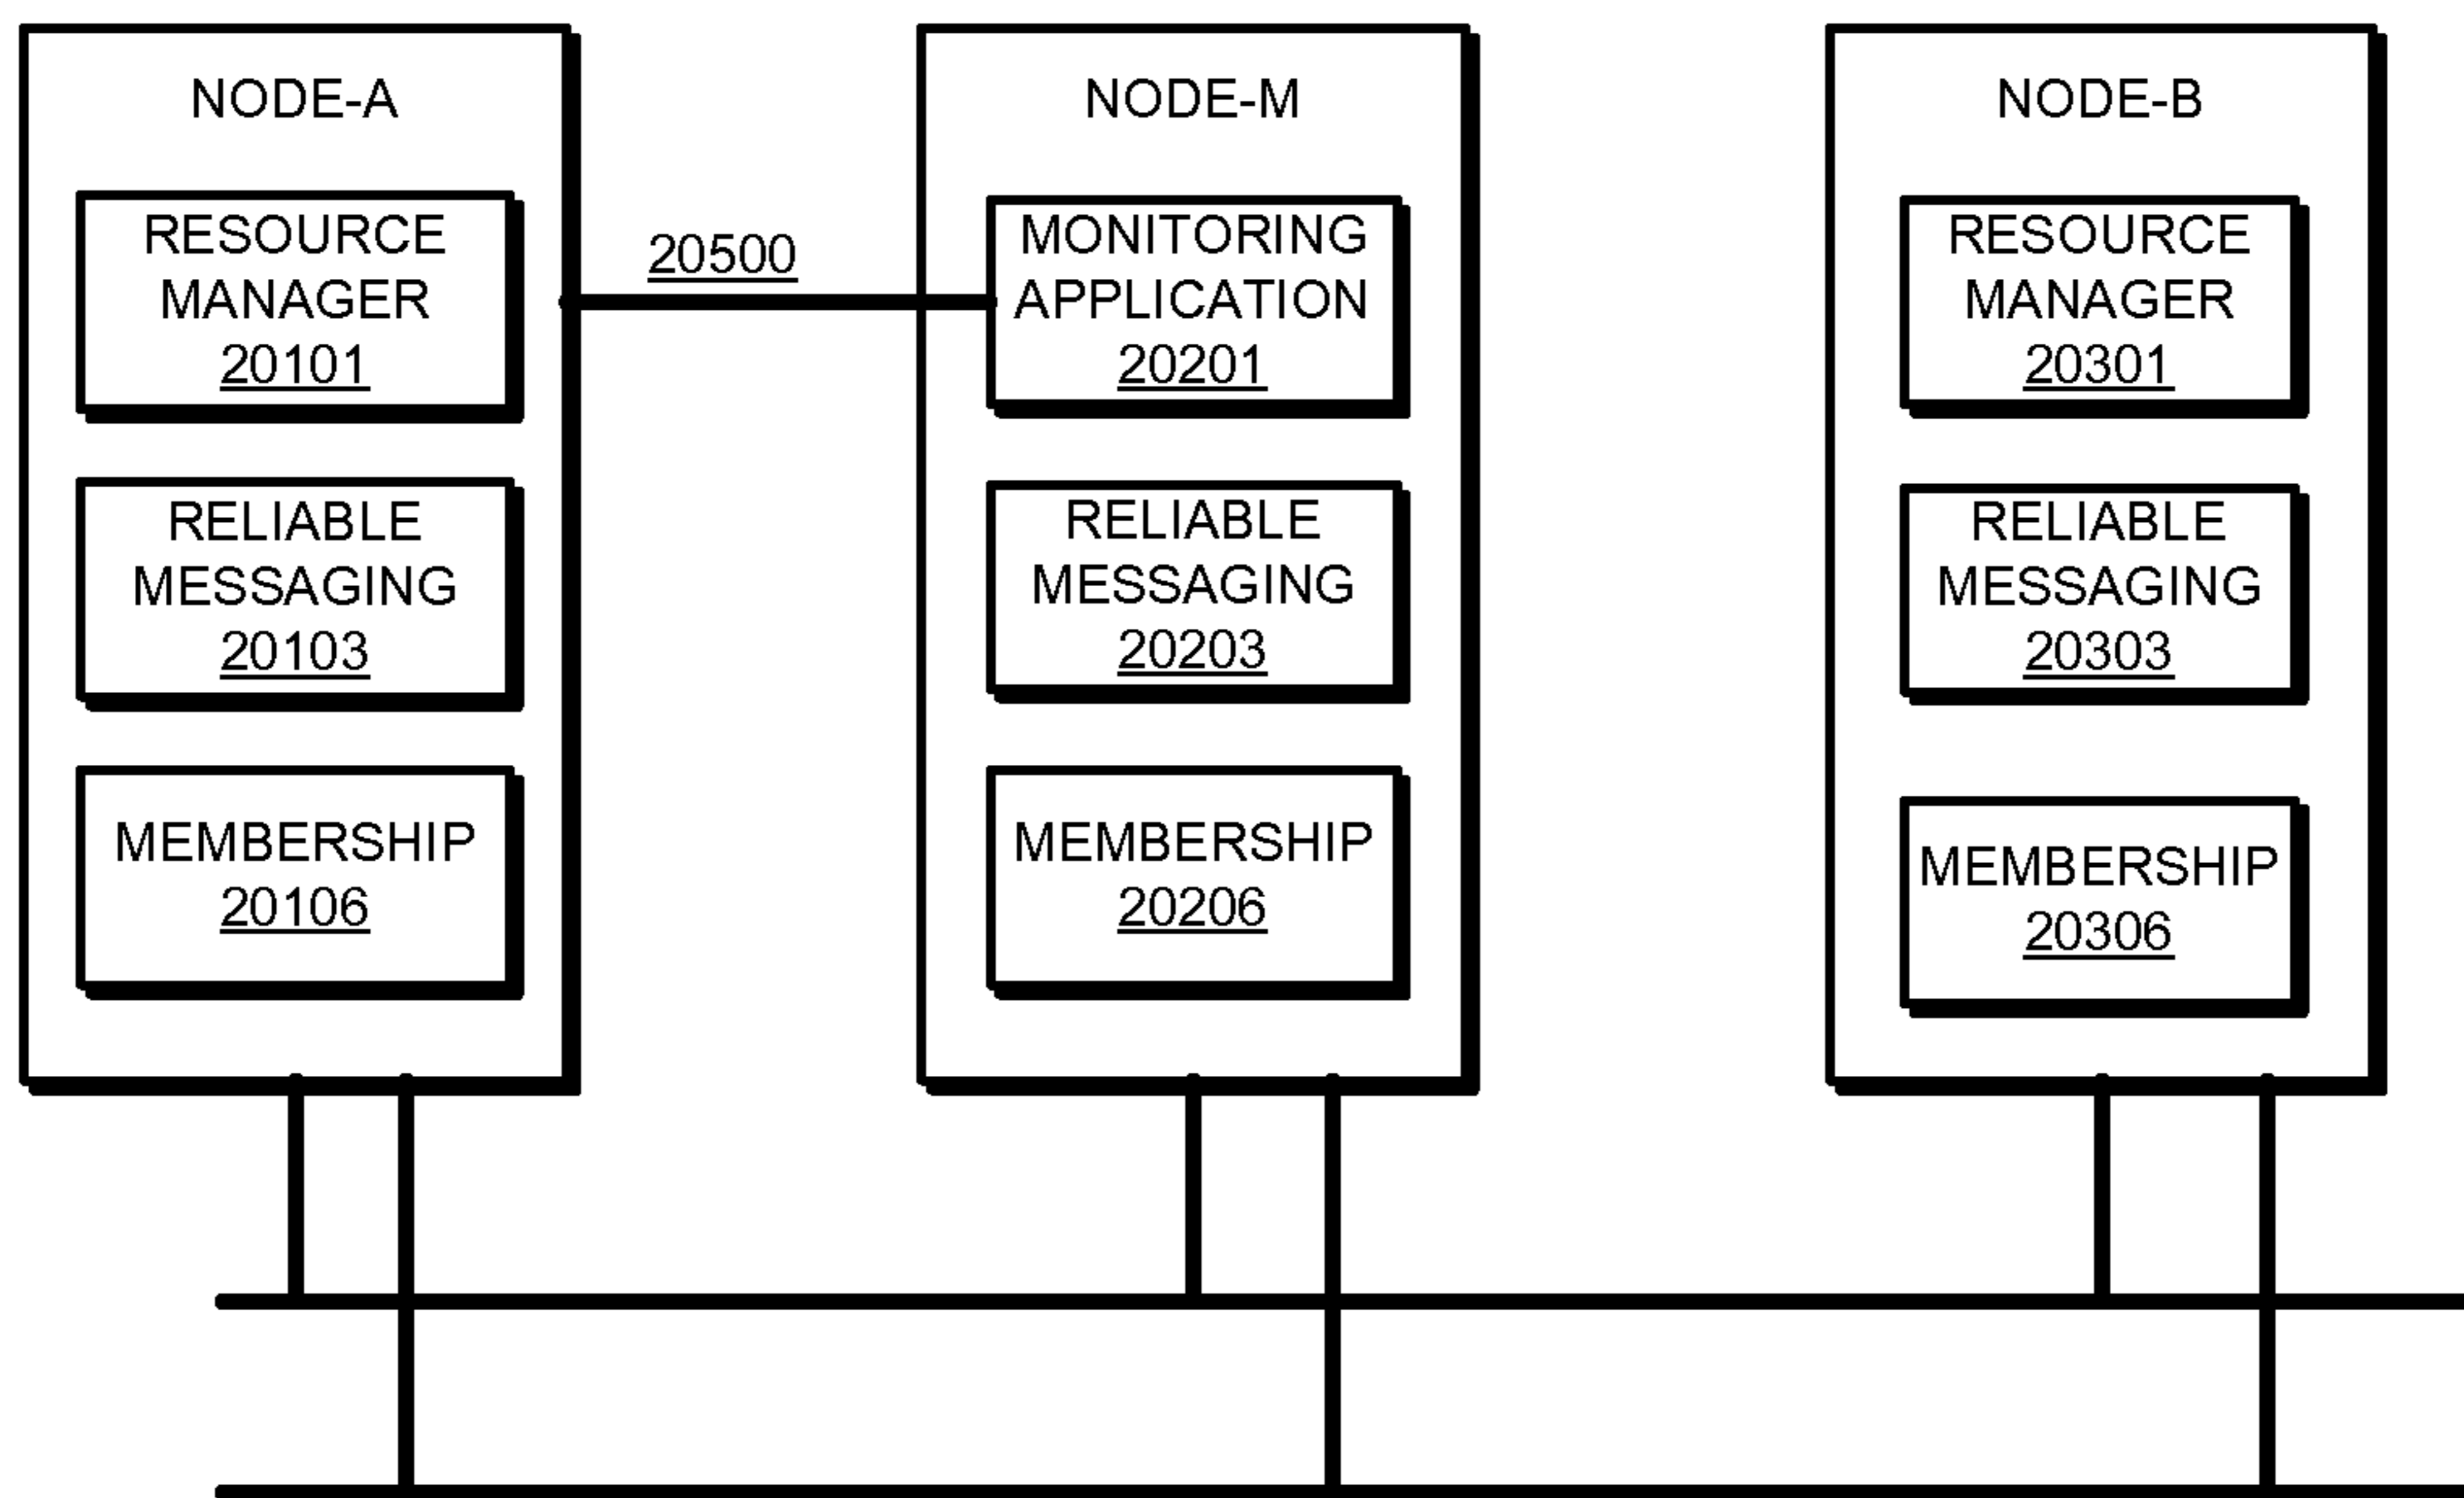 NODE-A
RESOURCE
MANAGER
20101
RELIABLE
MESSAGING
20103
MEMBERSHIP
20106
20500
NODE-M
MONITORING
APPLICATION
20201
RELIABLE
MESSAGING
20203
MEMBERSHIP
20206
NODE-B
RESOURCE
MANAGER
20301
RELIABLE
MESSAGING
20303
MEMBERSHIP
20306